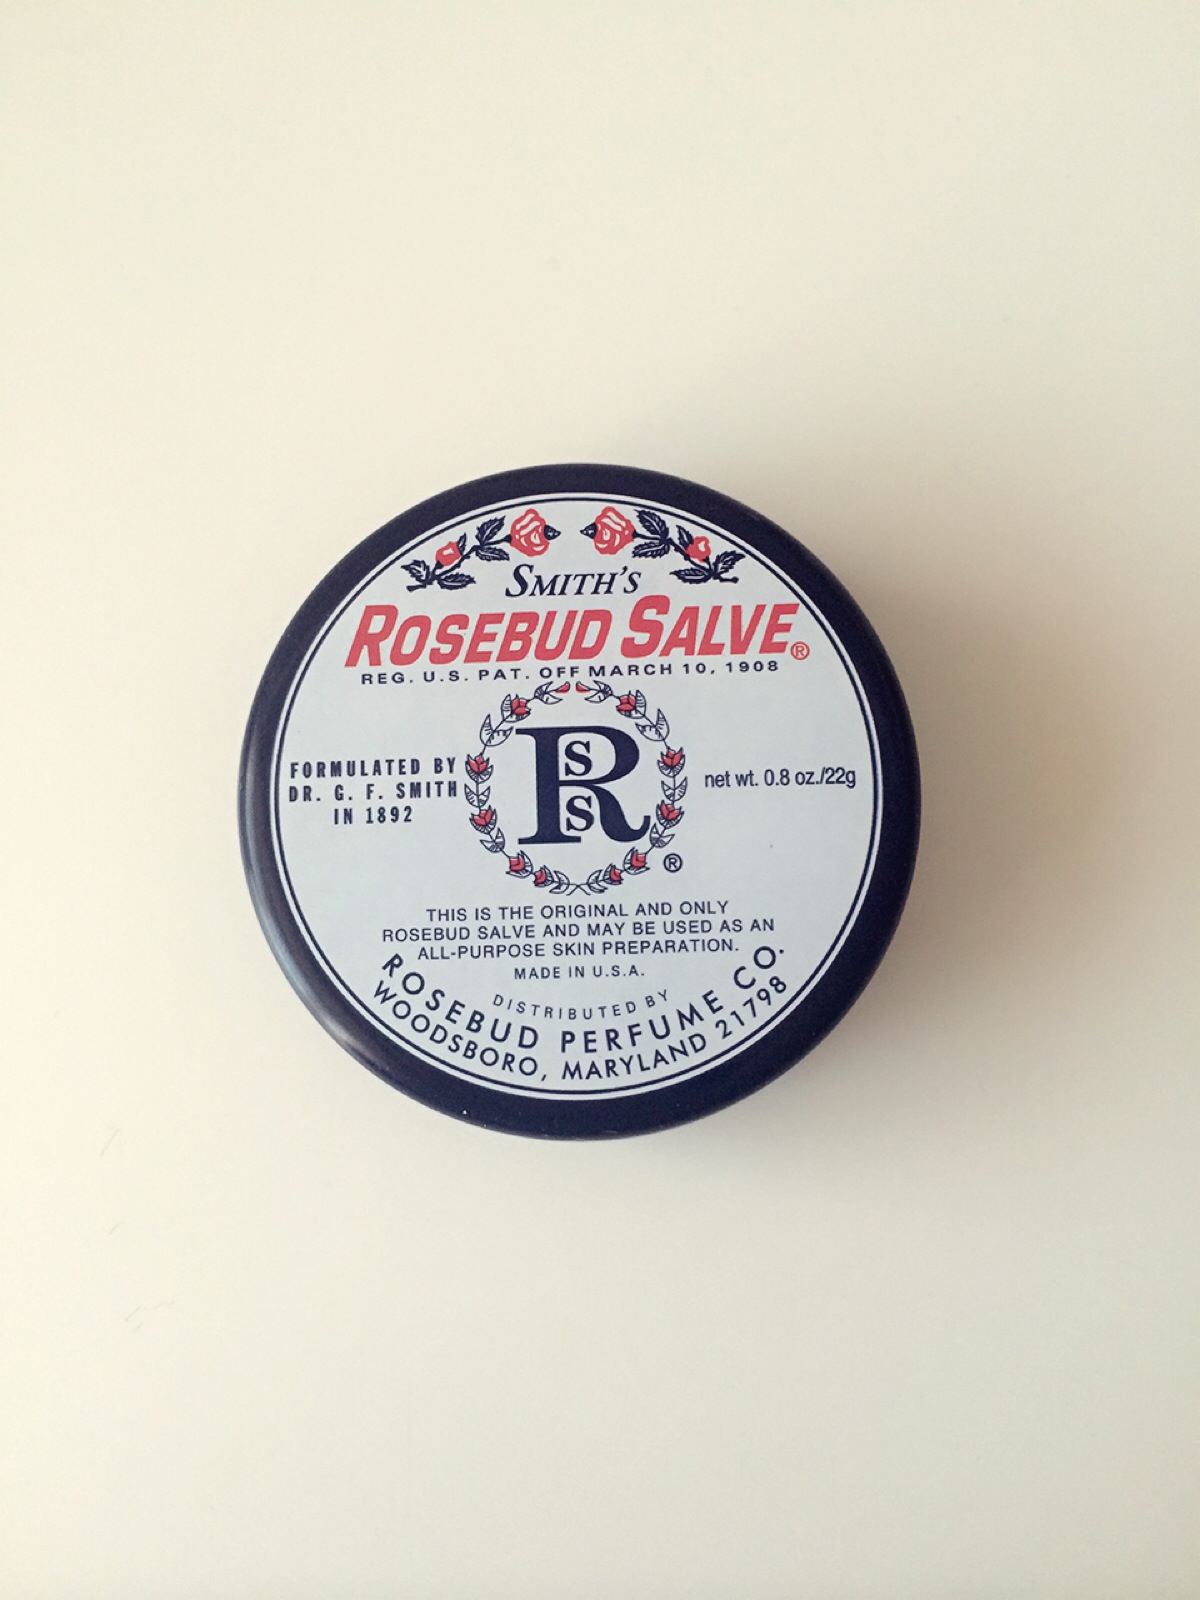 SMITH'S
ROSEBUD SALVE®
REG. U.S. PAT. OFF MARCH 10, 1908
FORMULATED BY
DR. G. F. SMITH
IN 1892
RSS
®
net wt. 0.8 oz./22g
THIS IS THE ORIGINAL AND ONLY
ROSEBUD SALVE AND MAY BE USED AS AN
ALL-PURPOSE SKIN PREPARATION.
MADE IN U.S.A.
DISTRIBUTED BY
ROSEBUD PERFUME CO.
WOODSBORO, MARYLAND 21798